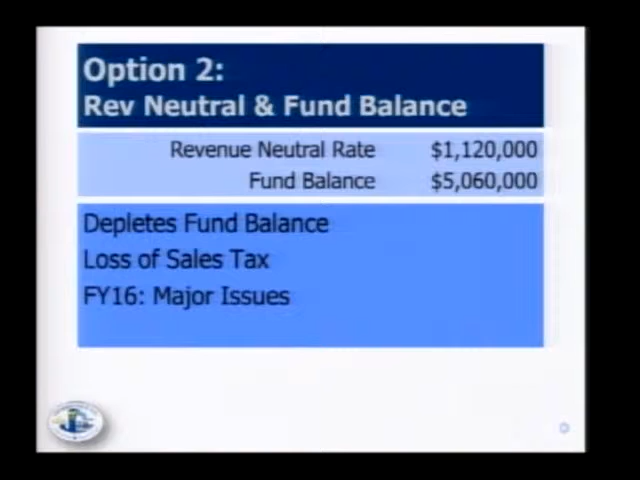 Option 2:
Rev Neutral & Fund Balance
Revenue Neutral Rate $1,120,000
Fund Balance $5,060,000
Depletes Fund Balance
Loss of Sales Tax
FY16: Major Issues